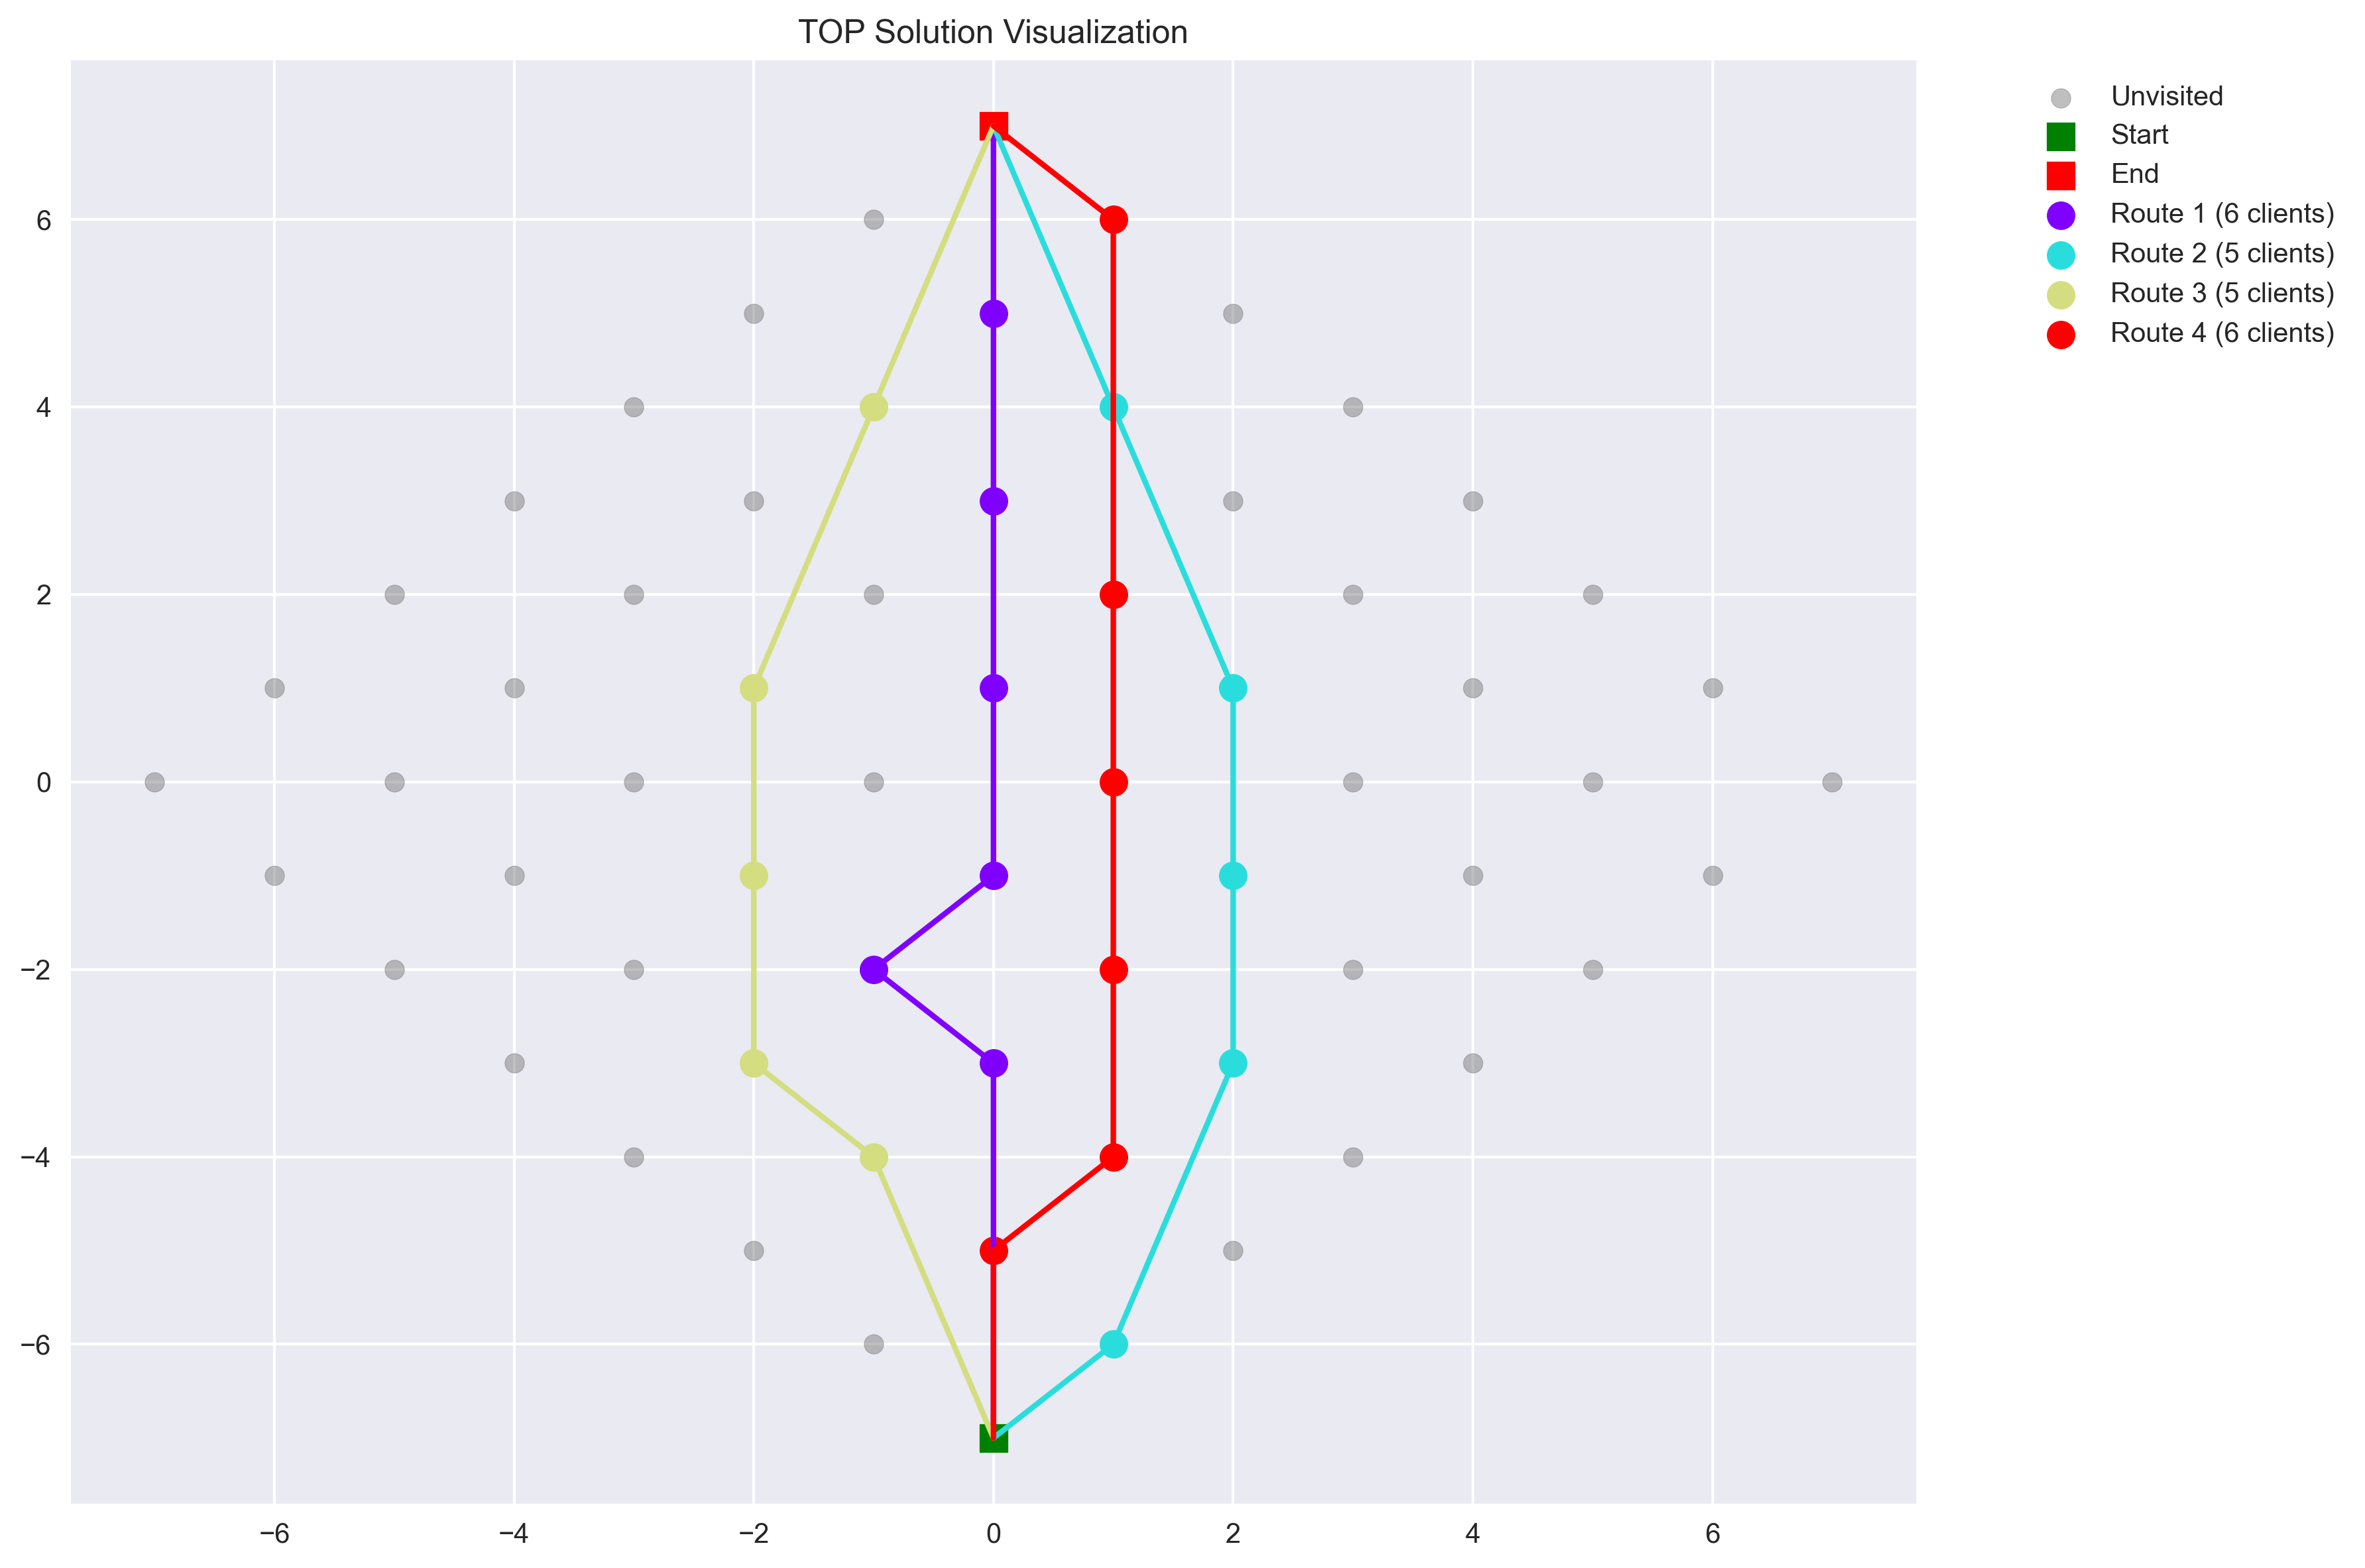 TOP Solution Visualization
Unvisited
Start
End
Route 1 (6 clients)
Route 2 (5 clients)
Route 3 (5 clients)
Route 4 (6 clients)
6
4
2
0
−2
−4
−6
−6 −4 −2 0 2 4 6